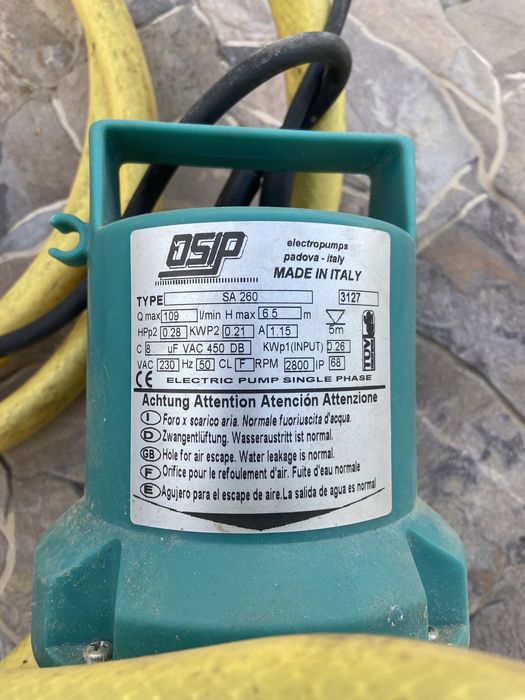 OSIP
electropumps
padova - italy
MADE IN ITALY
TYPE SA 260 3127
Q max 109 l/min H max 6.5 m
HPp2 0.28 KWP2 0.21 A 1.15 5m
C 8 uF VAC 450 DB KWp1(INPUT) 0.26
VAC 230 Hz 50 CL F RPM 2800 IP 68
CE ELECTRIC PUMP SINGLE PHASE
TUV
Achtung Attention Atención Attenzione
I Foro x scarico aria. Normale fuoriuscita d'acqua.
D Zwangentlüftung. Wasseraustritt ist normal.
GB Hole for air escape. Water leakage is normal.
F Orifice pour le refoulement d'air. Fuite d'eau normale
E Agujero para el escape de aire.La salida de agua es normal